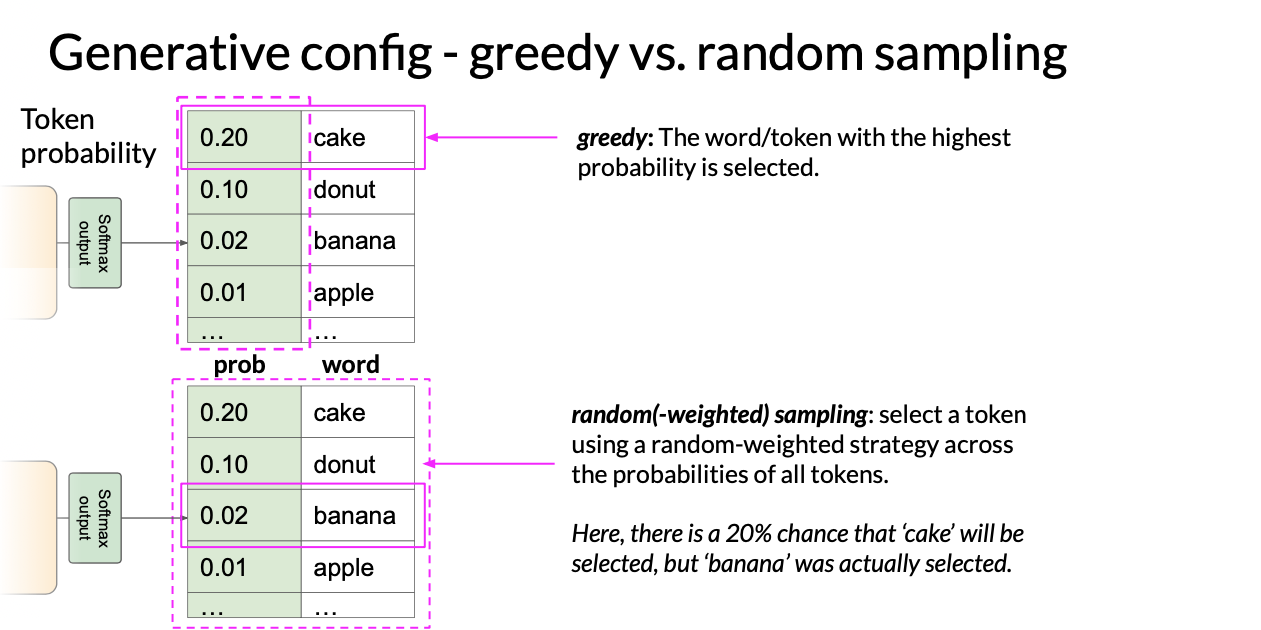 Generative config - greedy vs. random sampling
Token
probability
Softmax
output
0.20 cake
0.10 donut
0.02 banana
0.01 apple
... ...
prob word
greedy: The word/token with the highest
probability is selected.
Softmax
output
0.20 cake
0.10 donut
0.02 banana
0.01 apple
... ...
random(-weighted) sampling: select a token
using a random-weighted strategy across
the probabilities of all tokens.
Here, there is a 20% chance that ‘cake’ will be
selected, but ‘banana’ was actually selected.